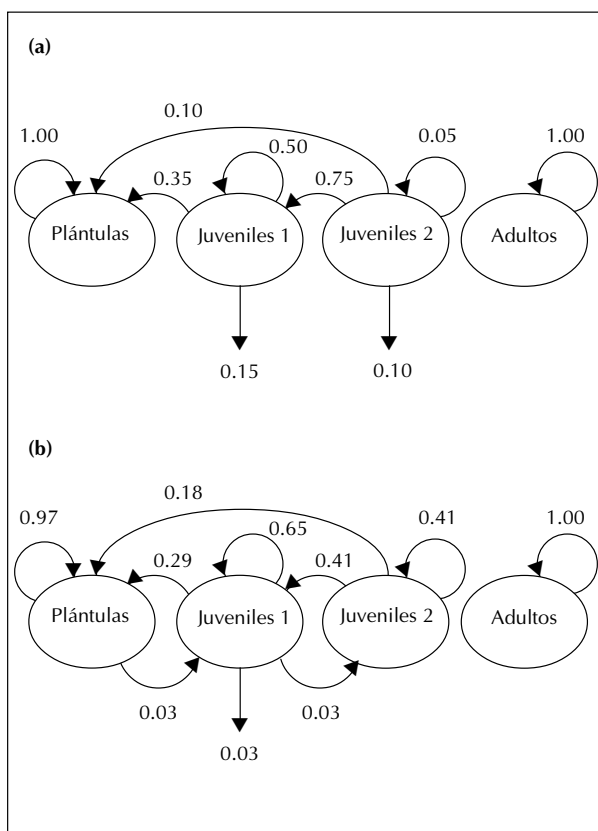 (a)
0.10
1.00
0.50
0.05
1.00
0.35
0.75
Plántulas
Juveniles 1
Juveniles 2
Adultos
0.15
0.10
(b)
0.18
0.97
0.65
0.41
1.00
0.29
0.41
Plántulas
Juveniles 1
Juveniles 2
Adultos
0.03
0.03
0.03